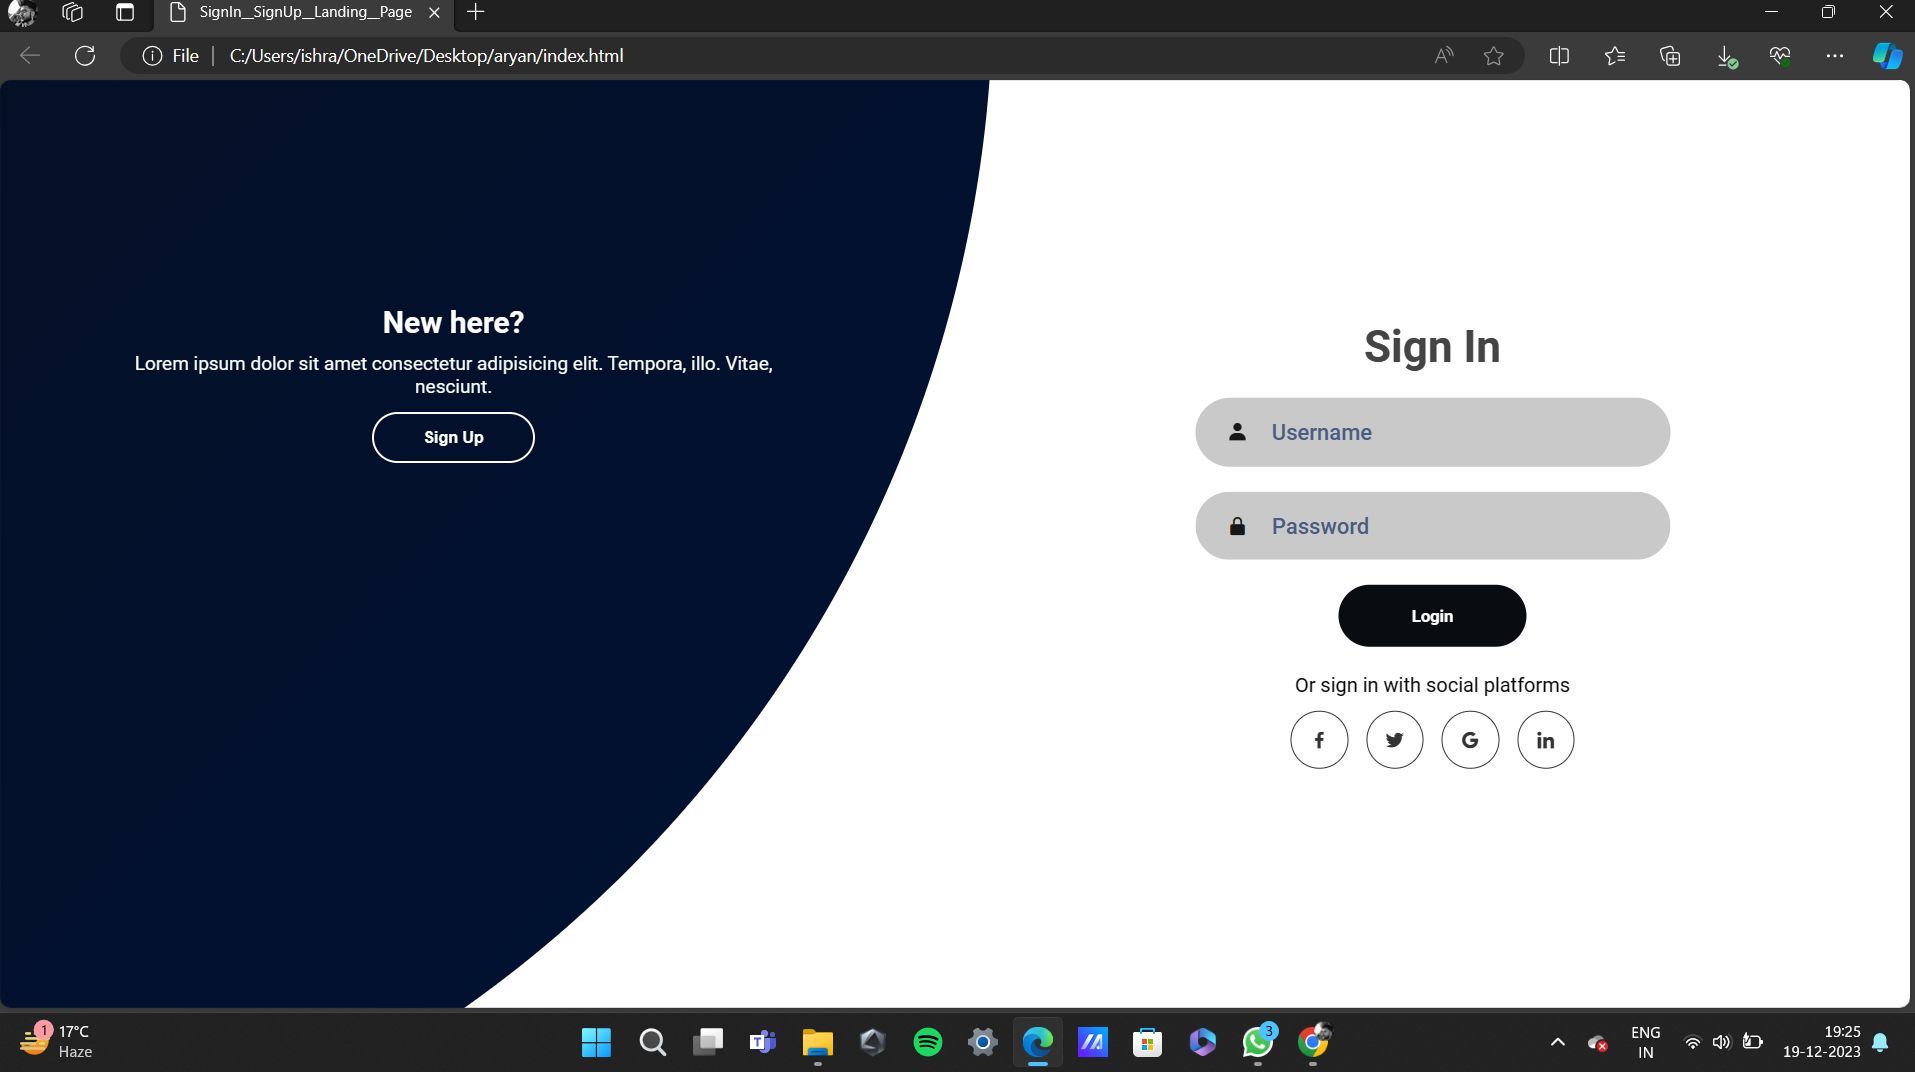 SignIn__SignUp__Landing__Page
File
C:/Users/ishra/OneDrive/Desktop/aryan/index.html
New here?
Lorem ipsum dolor sit amet consectetur adipisicing elit. Tempora, illo. Vitae,
nesciunt.
Sign Up
Sign In
Username
Password
Login
Or sign in with social platforms
1
17°C
Haze
3
ENG
IN
19:25
19-12-2023